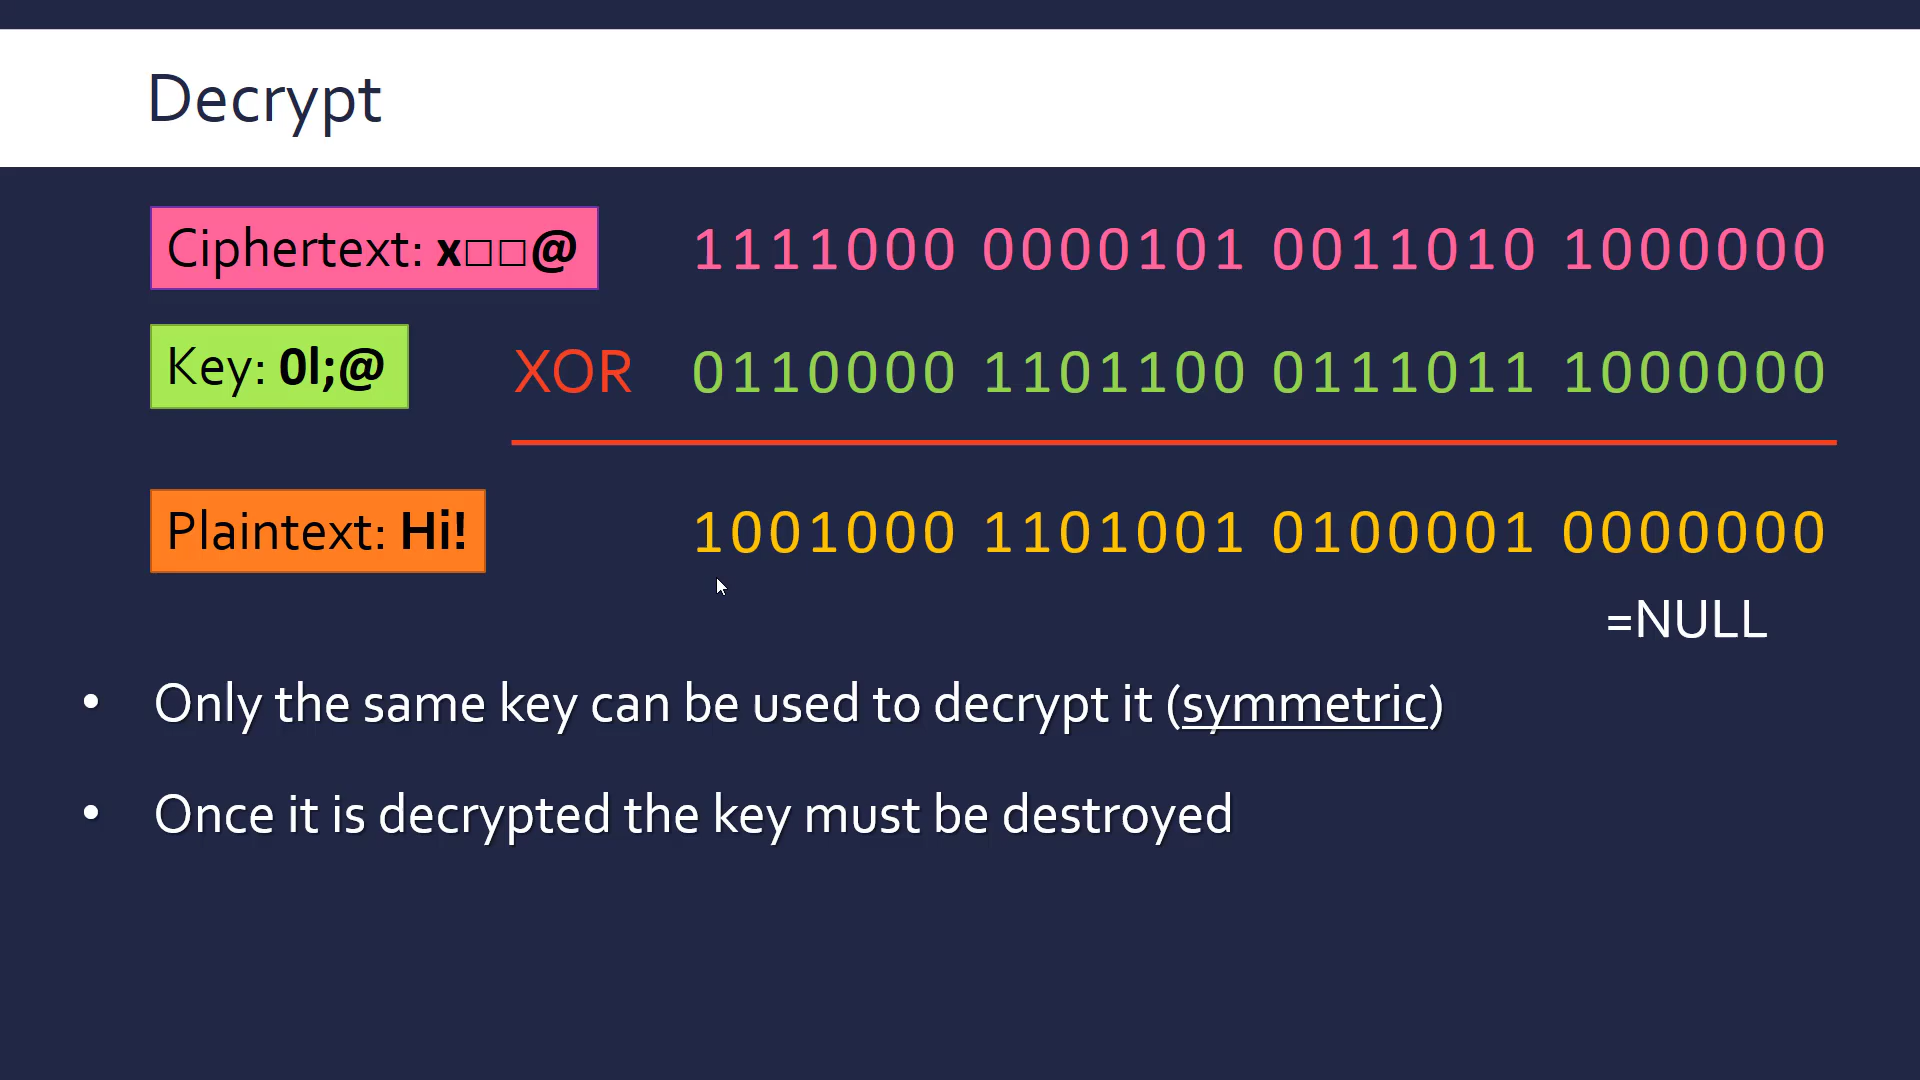 Decrypt
Ciphertext: x□□@ 1111000 0000101 0011010 1000000
Key: 0l;@ XOR 0110000 1101100 0111011 1000000
Plaintext: Hi! 1001000 1101001 0100001 0000000
=NULL
• Only the same key can be used to decrypt it (symmetric)
• Once it is decrypted the key must be destroyed